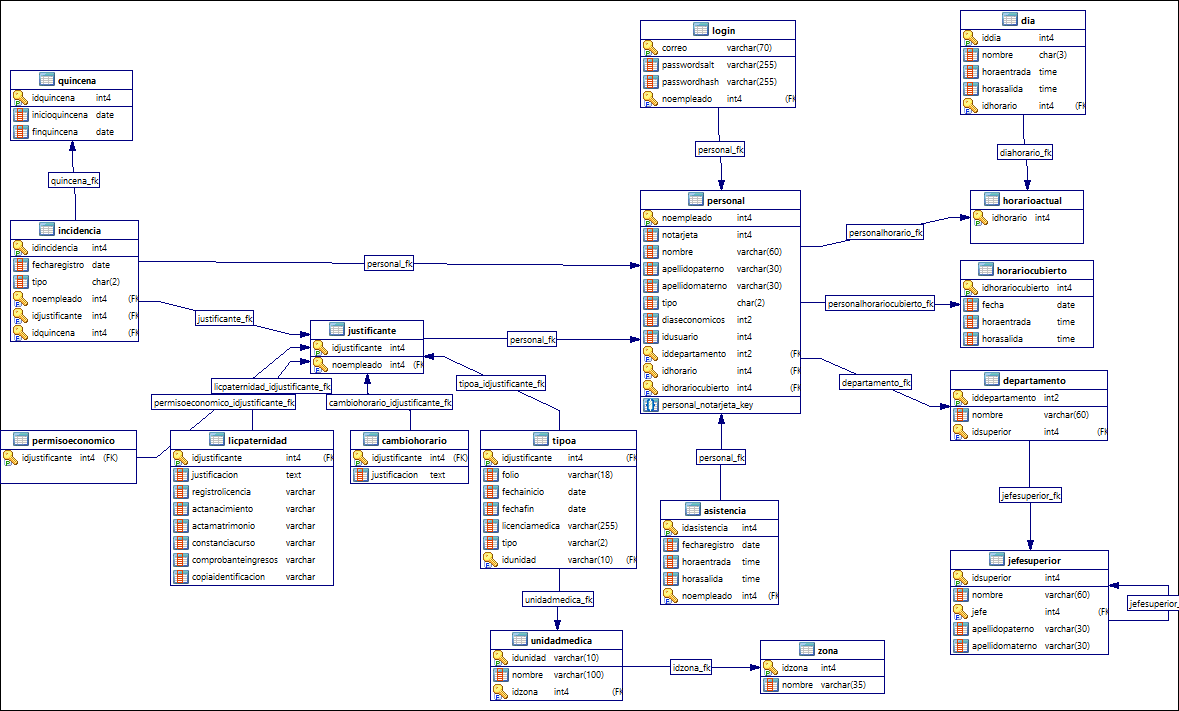 quincena
idquincena int4
inicioquincena date
finquincena date
quincena_fk
incidencia
idincidencia int4
fecharegistro date
tipo char(2)
noempleado int4 (FK
idjustificante int4 (FK
idquincena int4 (FK
personal_fk
justificante_fk
justificante
idjustificante int4
noempleado int4 (FK
personal_fk
licpaternidad_idjustificante_fk
permisoeconomico_idjustificante_fk
cambiohorario_idjustificante_fk
tipoa_idjustificante_fk
permisoeconomico
idjustificante int4 (FK)
licpaternidad
idjustificante int4 (FK
justificacion text
registrolicencia varchar
actanacimiento varchar
actamatrimonio varchar
constanciacurso varchar
comprobanteingresos varchar
copiaidentificacion varchar
cambiohorario
idjustificante int4 (FK)
justificacion text
tipoa
idjustificante int4 (FK
folio varchar(18)
fechainicio date
fechafin date
licenciamedica varchar(255)
tipo varchar(2)
idunidad varchar(10) (FK
unidadmedica_fk
unidadmedica
idunidad varchar(10)
nombre varchar(100)
idzona int4 (FK
idzona_fk
zona
idzona int4
nombre varchar(35)
login
correo varchar(70)
passwordsalt varchar(255)
passwordhash varchar(255)
noempleado int4 (FK
personal_fk
personal
noempleado int4
notarjeta int4
nombre varchar(60)
apellidopaterno varchar(30)
apellidomaterno varchar(30)
tipo char(2)
diaseconomicos int2
idusuario int4
iddepartamento int2 (FK
idhorario int4 (FK
idhorariocubierto int4 (FK
personal_notarjeta_key
personal_fk
asistencia
idasistencia int4
fecharegistro date
horaentrada time
horasalida time
noempleado int4 (FK
dia
iddia int4
nombre char(3)
horaentrada time
horasalida time
idhorario int4 (FK
diahorario_fk
horarioactual
idhorario int4
personalhorario_fk
horariocubierto
idhorariocubierto int4
fecha date
horaentrada time
horasalida time
personalhorariocubierto_fk
departamento_fk
departamento
iddepartamento int2
nombre varchar(60)
idsuperior int4 (FK
jefesuperior_fk
jefesuperior
idsuperior int4
nombre varchar(60)
jefe int4 (FK
apellidopaterno varchar(30)
apellidomaterno varchar(30)
jefesuperior_